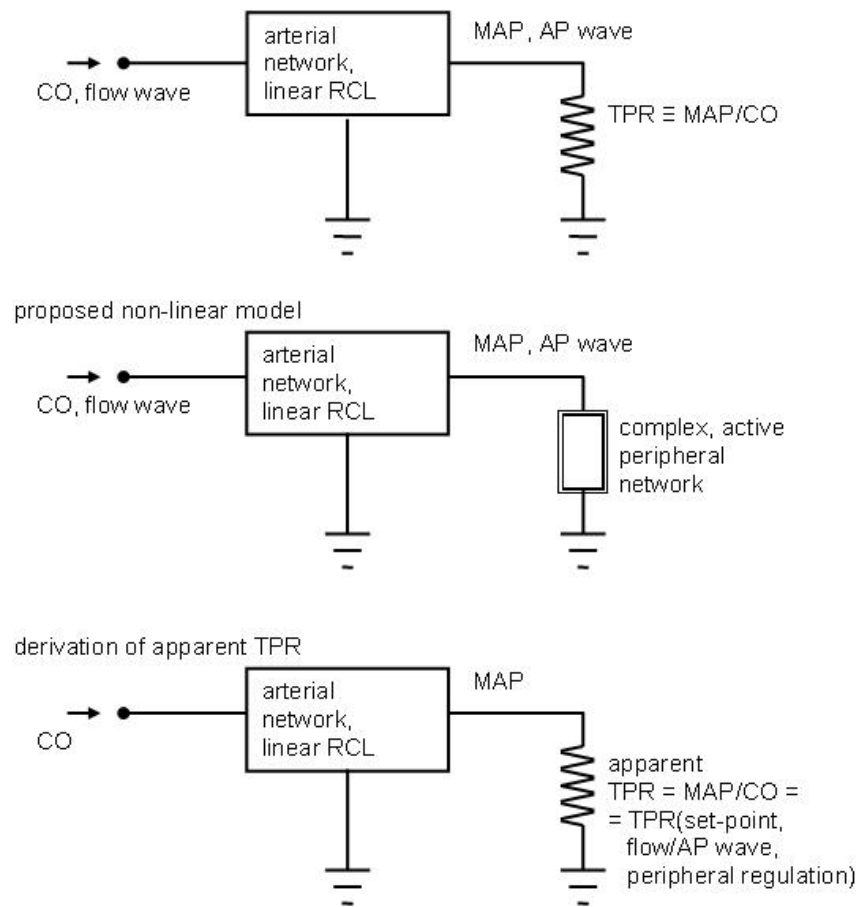 arterial
network,
linear RCL
MAP, AP wave
CO, flow wave
TPR ≡ MAP/CO
proposed non-linear model
arterial
network,
linear RCL
MAP, AP wave
CO, flow wave
complex, active
peripheral
network
derivation of apparent TPR
arterial
network,
linear RCL
MAP
CO
apparent
TPR = MAP/CO =
= TPR(set-point,
flow/AP wave,
peripheral regulation)